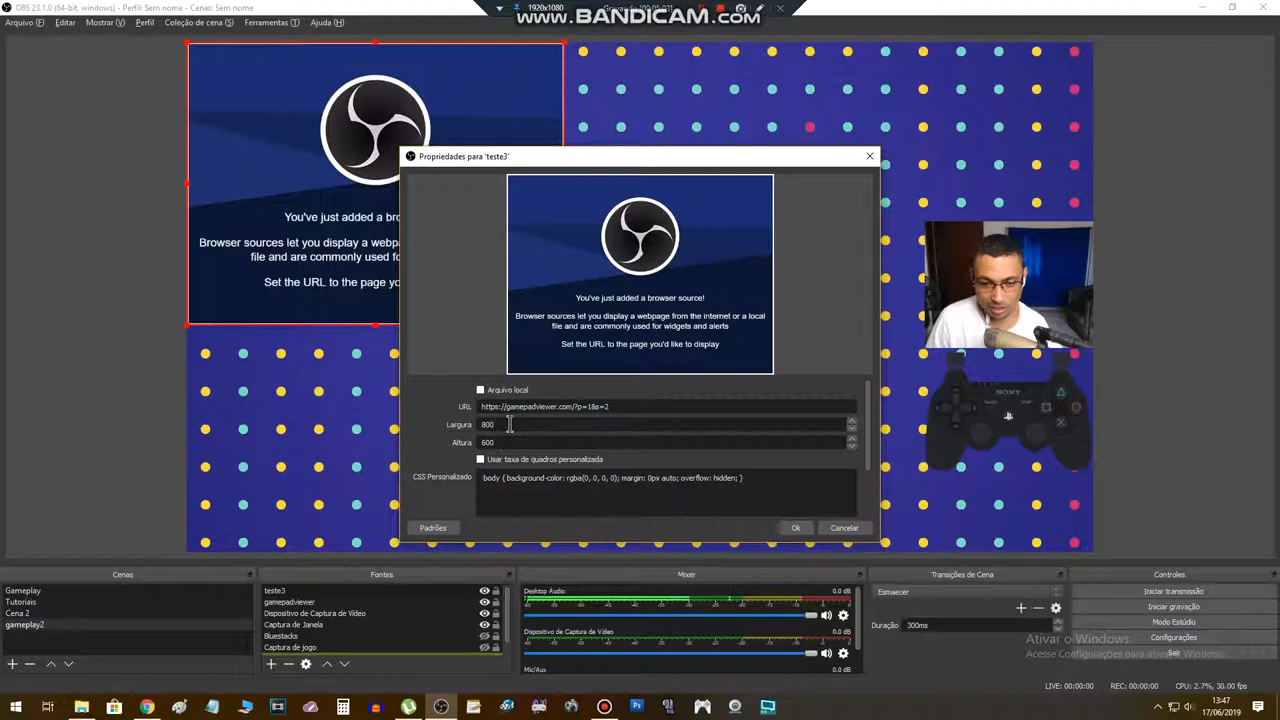 OBS 23.1.0 (64-bit, windows) - Perfil: Sem nome - Cenas: Sem nome
1920x1080
www.BANDICAM.com
Arquivo (F) Editar Mostrar (V) Perfil Coleção de cena (S) Ferramentas (T) Ajuda (H)
You've just added a bro
Browser sources let you display a webpa
file and are commonly used fo
Set the URL to the page yo
Propriedades para 'teste3'
You've just added a browser source!
Browser sources let you display a webpage from the internet or a local
file and are commonly used for widgets and alerts
Set the URL to the page you'd like to display
Arquivo local
URL https://gamepadviewer.com/?p=1&s=2
Largura 800
Altura 600
Usar taxa de quadros personalizada
CSS Personalizado body { background-color: rgba(0, 0, 0, 0); margin: 0px auto; overflow: hidden; }
Padrões Ok Cancelar
SONY
Cenas
Gameplay
Tutoriais
Cena 2
gameplay2
Fontes
teste3
gamepadviewer
Dispositivo de Captura de Vídeo
Captura de Janela
Bluestacks
Captura de jogo
Mixer
Desktop Audio 0.0 dB
Dispositivo de Captura de Vídeo 0.0 dB
Mic/Aux 0.0 dB
Transições de Cena
Esmaecer
Duração 300ms
Controles
Iniciar transmissão
Iniciar gravação
Modo Estúdio
Configurações
Sair
Ativar o Windows
Acesse Configurações para ativar o Windows.
LIVE: 00:00:00 REC: 00:00:00 CPU: 2.7%, 30.00 FPS
13:47
17/06/2019